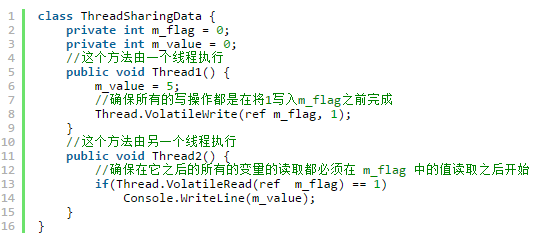 1 class ThreadSharingData {
2     private int m_flag = 0;
3     private int m_value = 0;
4     //这个方法由一个线程执行
5     public void Thread1() {
6         m_value = 5;
7         //确保所有的写操作都是在将1写入m_flag之前完成
8         Thread.VolatileWrite(ref m_flag, 1);
9     }
10     //这个方法由另一个线程执行
11     public void Thread2() {
12         //确保在它之后的所有的变量的读取都必须在 m_flag 中的值读取之后开始
13         if(Thread.VolatileRead(ref  m_flag) == 1)
14             Console.WriteLine(m_value);
15     }
16 }